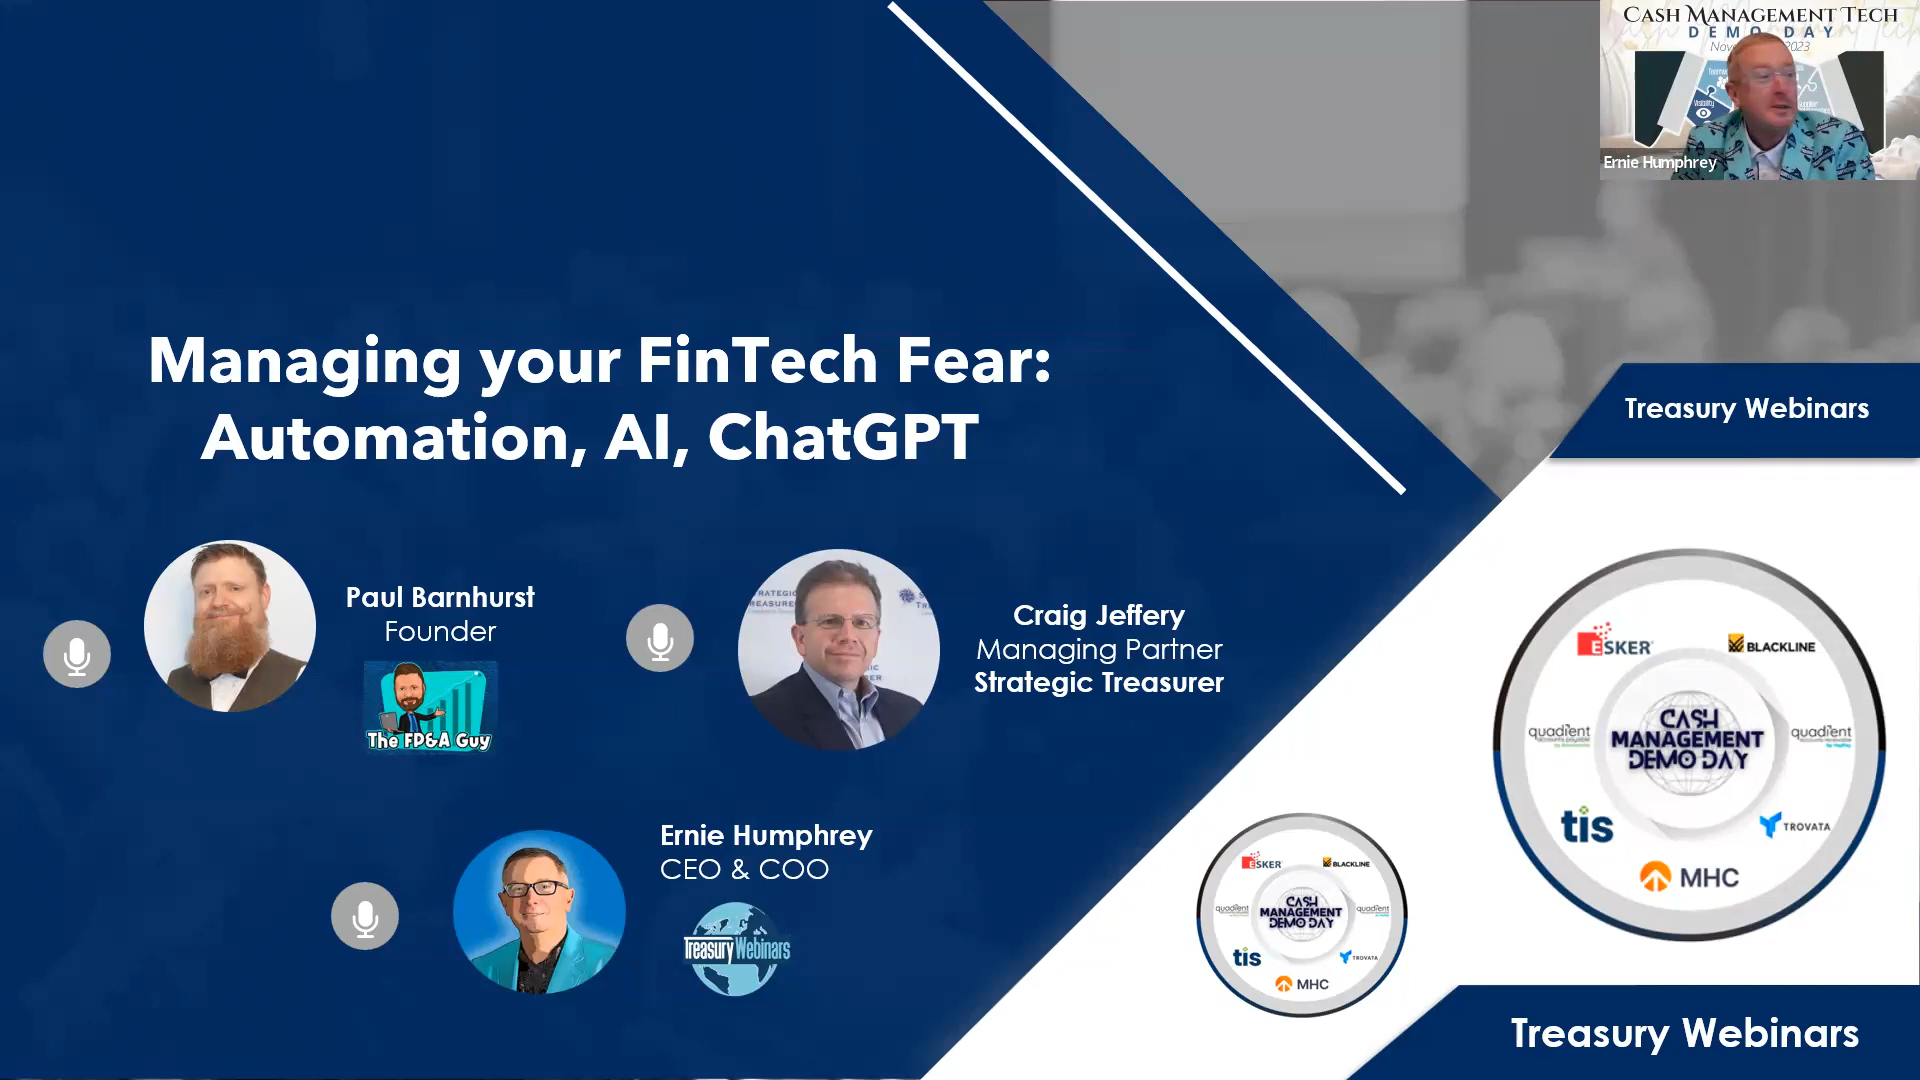 CASH MANAGEMENT TECH
DEMO DAY
2023
Visibility
Ernie Humphrey
Managing your FinTech Fear:
Automation, AI, ChatGPT
Treasury Webinars
Paul Barnhurst
Founder
The FP&A Guy
Craig Jeffery
Managing Partner
Strategic Treasurer
Ernie Humphrey
CEO & COO
Treasury Webinars
ESKER
BLACKLINE
quadient
quadient
CASH
MANAGEMENT
DEMO DAY
tis
TROVATA
MHC
ESKER
BLACKLINE
quadient
quadient
CASH
MANAGEMENT
DEMO DAY
tis
TROVATA
MHC
Treasury Webinars